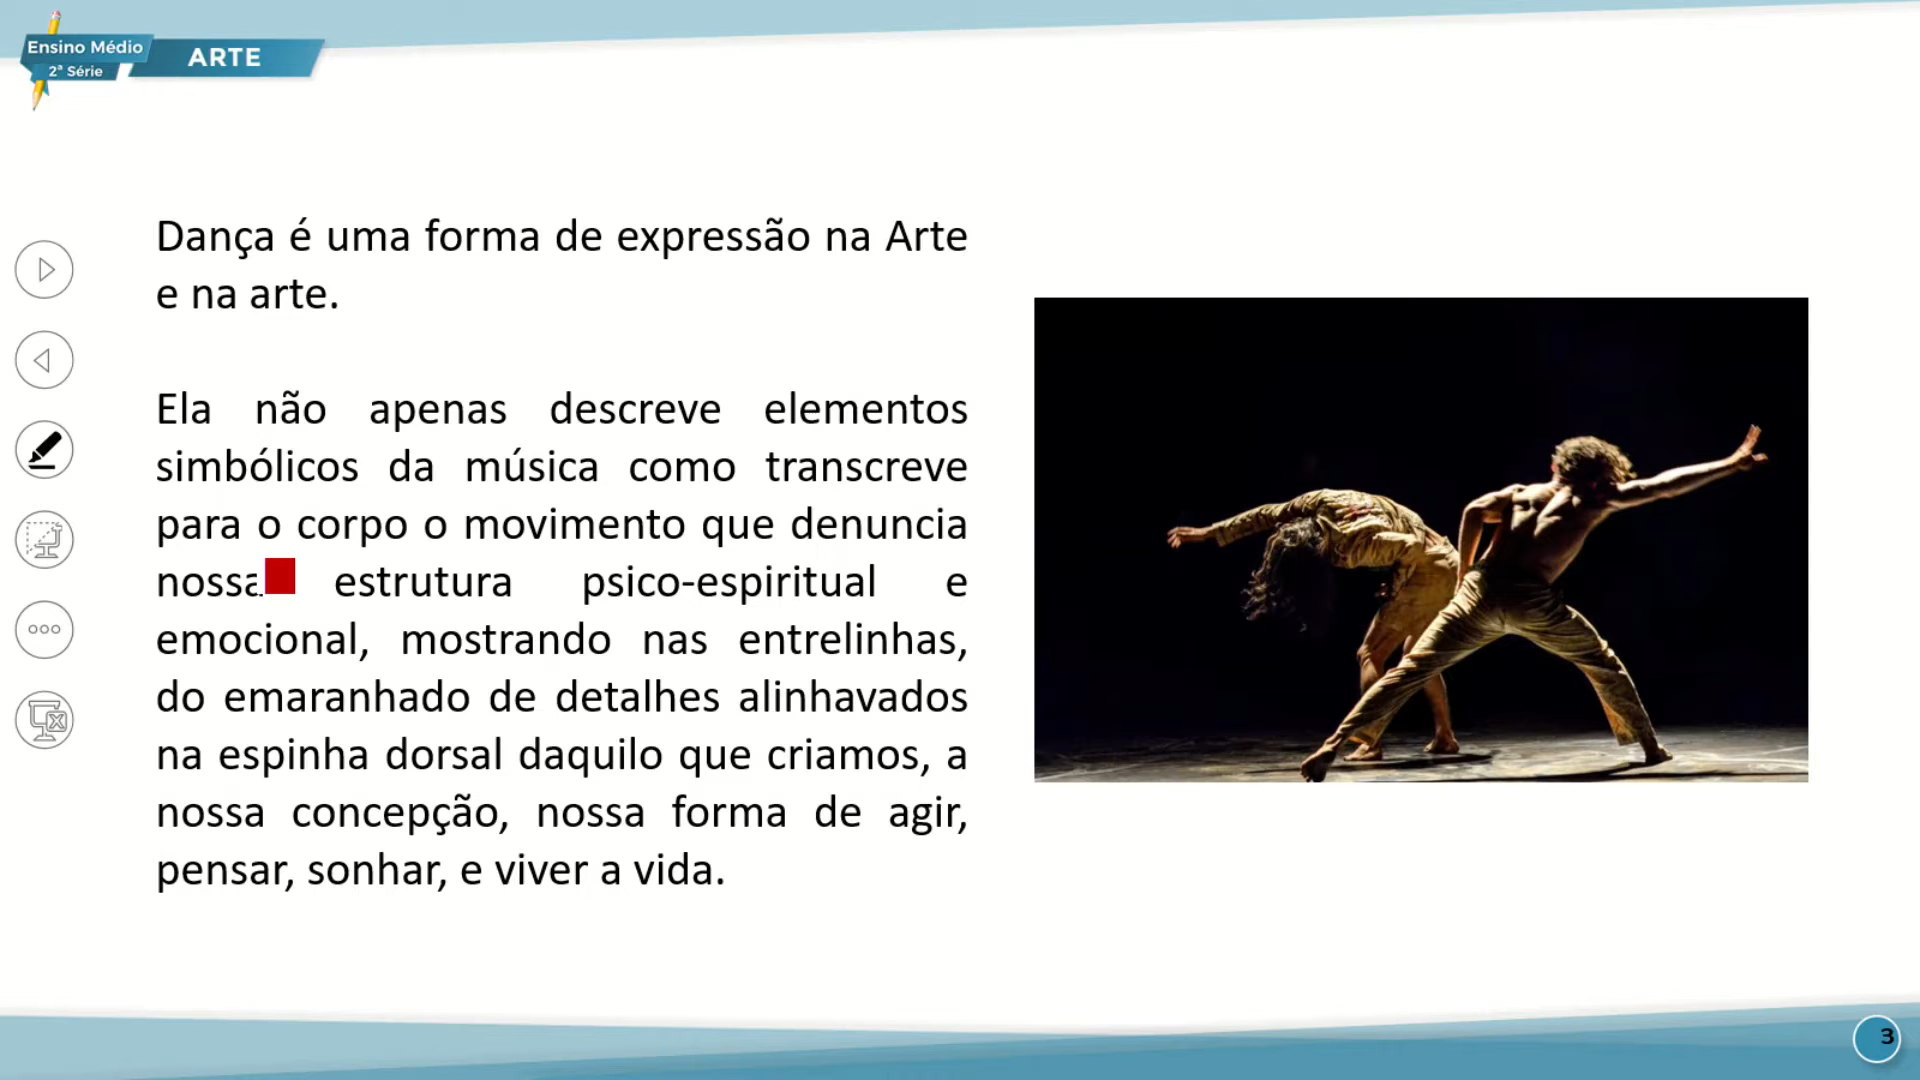 Ensino Médio
2ª Série
ARTE
Dança é uma forma de expressão na Arte
e na arte.
Ela não apenas descreve elementos
simbólicos da música como transcreve
para o corpo o movimento que denuncia
nossa estrutura psico-espiritual e
emocional, mostrando nas entrelinhas,
do emaranhado de detalhes alinhavados
na espinha dorsal daquilo que criamos, a
nossa concepção, nossa forma de agir,
pensar, sonhar, e viver a vida.
3